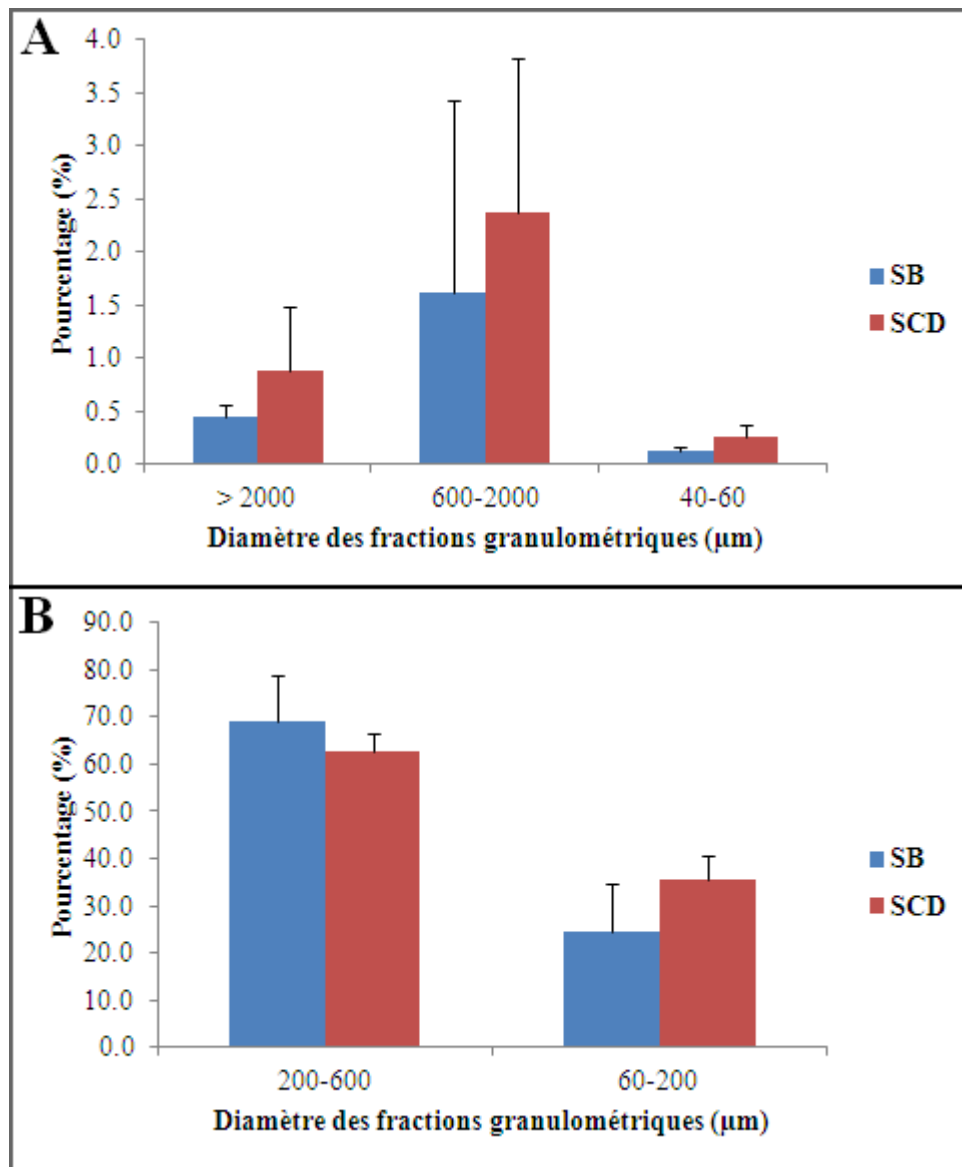 A
Pourcentage (%)
4.0
3.5
3.0
2.5
2.0
1.5
1.0
0.5
0.0
> 2000
600-2000
40-60
Diamètre des fractions granulométriques (µm)
SB
SCD
B
Pourcentage (%)
90.0
80.0
70.0
60.0
50.0
40.0
30.0
20.0
10.0
0.0
200-600
60-200
Diamètre des fractions granulométriques (µm)
SB
SCD